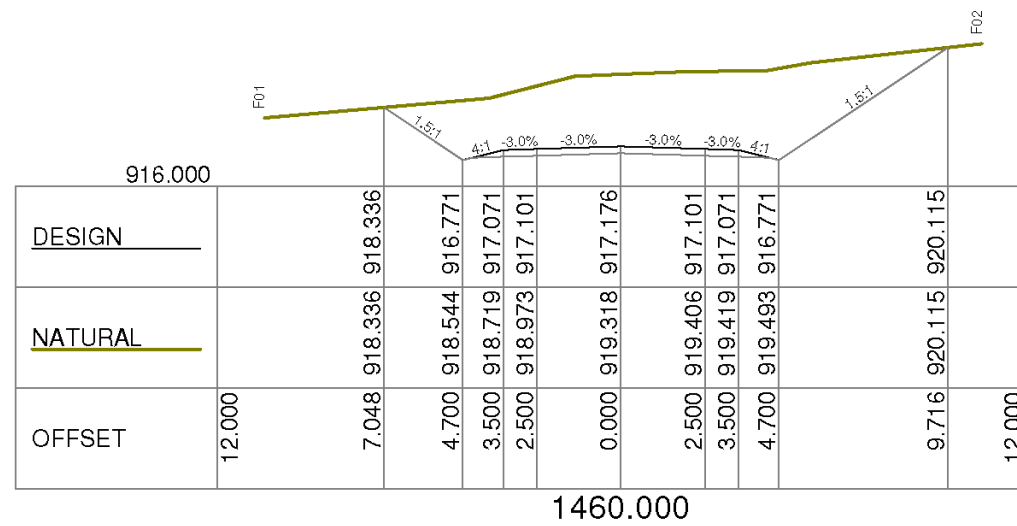 F02
F01
1.5:1
1.5:1
4:1 -3.0% -3.0% -3.0% -3.0% 4:1
916.000
DESIGN 918.336 916.771 917.071 917.101 917.176 917.101 917.071 916.771 920.115
NATURAL 918.336 918.544 918.719 918.973 919.318 919.406 919.419 919.493 920.115
OFFSET 12.000 7.048 4.700 3.500 2.500 0.000 2.500 3.500 4.700 9.716 12.000
1460.000